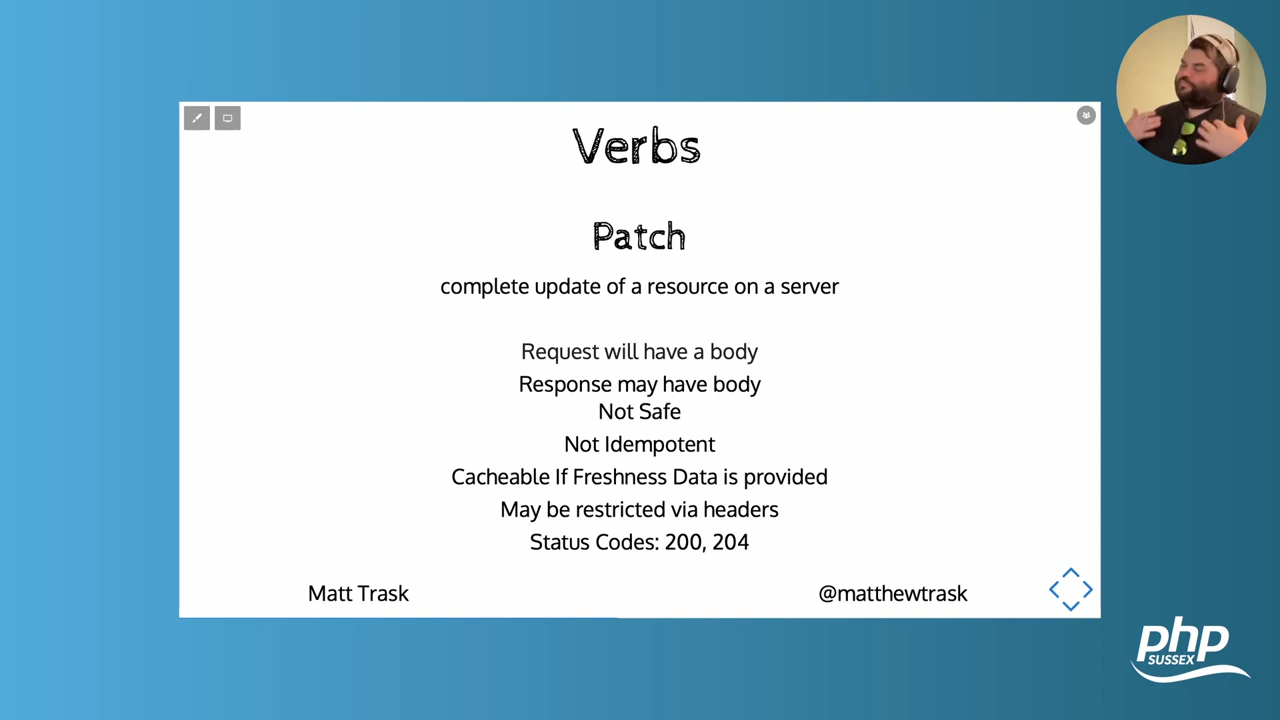 Verbs
Patch
complete update of a resource on a server
Request will have a body
Response may have body
Not Safe
Not Idempotent
Cacheable If Freshness Data is provided
May be restricted via headers
Status Codes: 200, 204
Matt Trask
@matthewtrask
php
SUSSEX